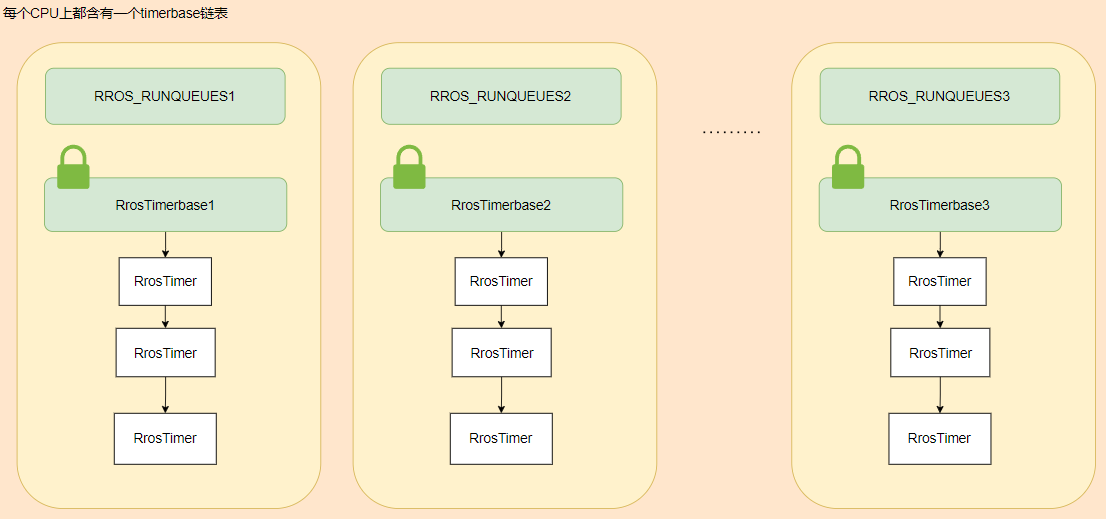 每个CPU上都含有一个timerbase链表
RROS_RUNQUEUES1
RrosTimerbase1
RrosTimer
RrosTimer
RrosTimer
RROS_RUNQUEUES2
RrosTimerbase2
RrosTimer
RrosTimer
RrosTimer
.........
RROS_RUNQUEUES3
RrosTimerbase3
RrosTimer
RrosTimer
RrosTimer